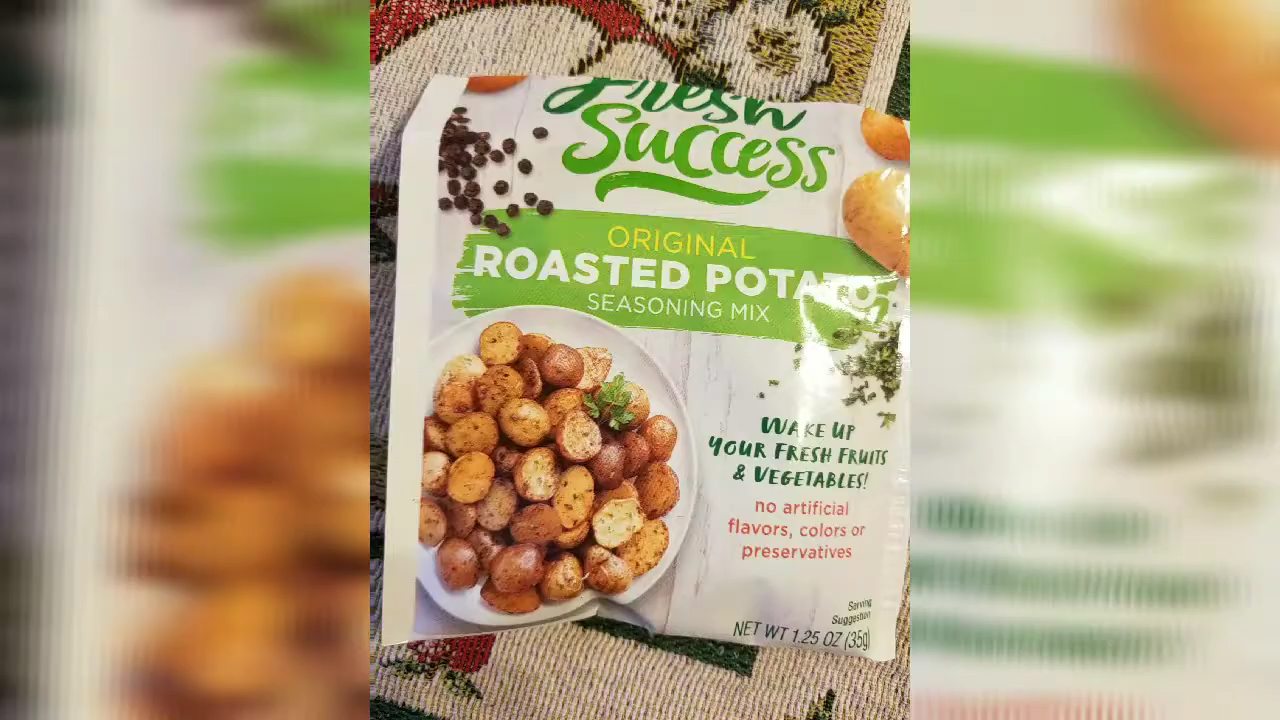 Fresh
Success
ORIGINAL
ROASTED POTATO
SEASONING MIX
WAKE UP
YOUR FRESH FRUITS
& VEGETABLES!
no artificial
flavors, colors or
preservatives
Serving
Suggestion
NET WT 1.25 OZ (35g)